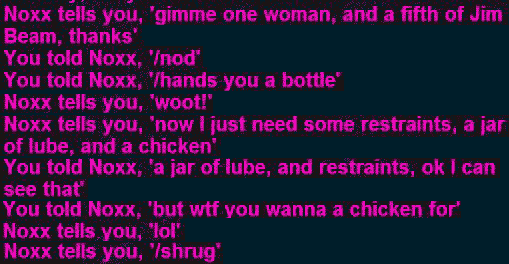 Noxx tells you, 'gimme one woman, and a fifth of Jim
Beam, thanks'
You told Noxx, '/nod'
You told Noxx, '/hands you a bottle'
Noxx tells you, 'woot!'
Noxx tells you, 'now I just need some restraints, a jar
of lube, and a chicken'
You told Noxx, 'a jar of lube, and restraints, ok I can
see that'
You told Noxx, 'but wtf you wanna a chicken for'
Noxx tells you, 'lol'
Noxx tells you, '/shrug'